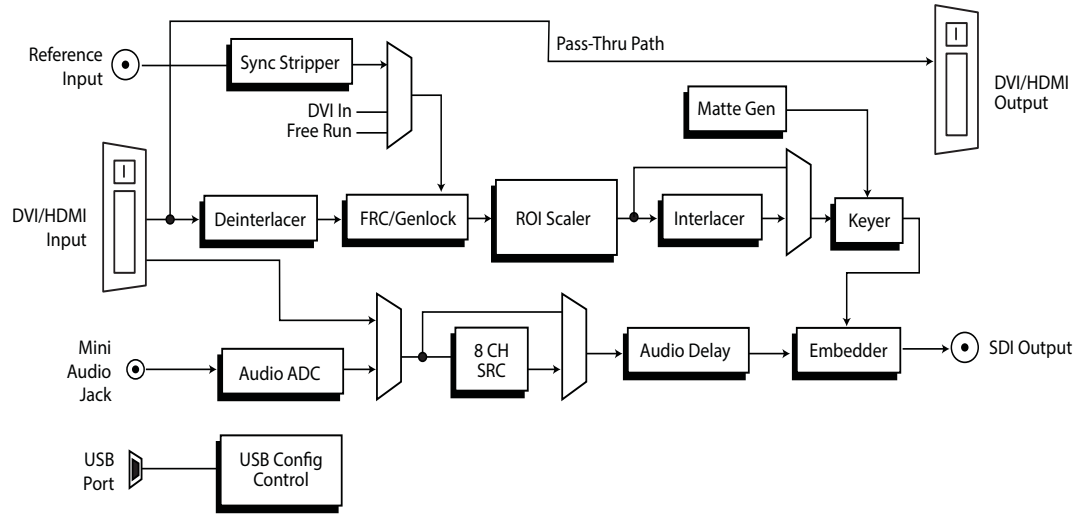 Reference
Input
Sync Stripper
Pass-Thru Path
DVI/HDMI
Output
DVI In
Free Run
Matte Gen
DVI/HDMI
Input
Deinterlacer
FRC/Genlock
ROI Scaler
Interlacer
Keyer
Mini
Audio
Jack
Audio ADC
8 CH
SRC
Audio Delay
Embedder
SDI Output
USB
Port
USB Config
Control